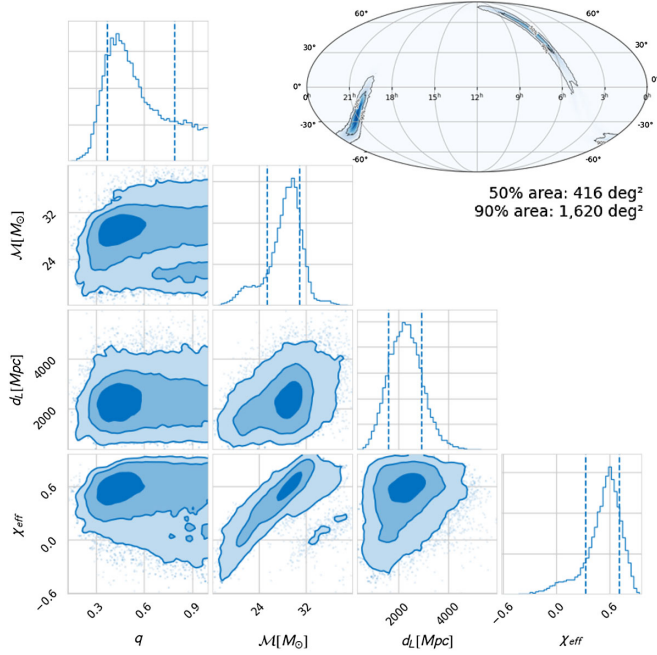 60° 60°
30° 30°
0° 0°
0ʰ 21ʰ 18ʰ 15ʰ 12ʰ 9ʰ 6ʰ 3ʰ 0ʰ
-30° -30°
-60° -60°
50% area: 416 deg²
90% area: 1,620 deg²
ℳ[M⊙]
32
24
d_L[Mpc]
4000
2000
χ_eff
0.6
0.0
−0.6
0.3 0.6 0.9
24 32
2000 4000
−0.6 0.0 0.6
q
ℳ[M⊙]
d_L[Mpc]
χ_eff